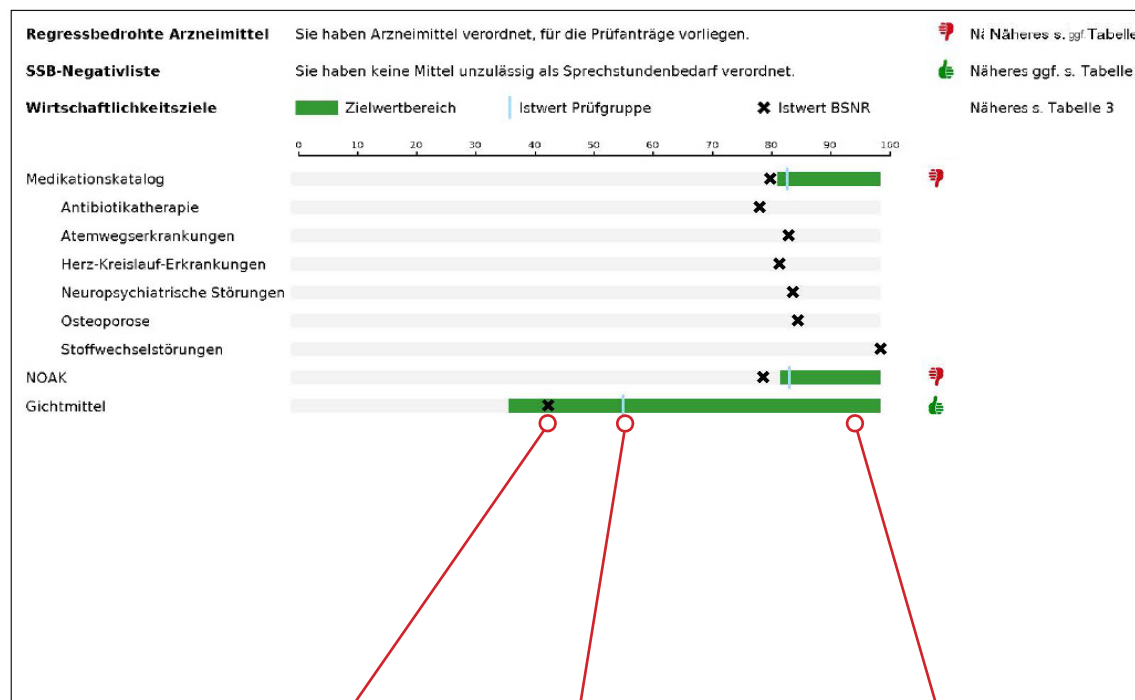 Regressbedrohte Arzneimittel Sie haben Arzneimittel verordnet, für die Prüfanträge vorliegen. Nä Näheres s. ggf. Tabelle
SSB-Negativliste Sie haben keine Mittel unzulässig als Sprechstundenbedarf verordnet. Näheres ggf. s. Tabelle
Wirtschaftlichkeitsziele Zielwertbereich Istwert Prüfgruppe Istwert BSNR Näheres s. Tabelle 3
0 10 20 30 40 50 60 70 80 90 100
Medikationskatalog
Antibiotikatherapie
Atemwegserkrankungen
Herz-Kreislauf-Erkrankungen
Neuropsychiatrische Störungen
Osteoporose
Stoffwechselstörungen
NOAK
Gichtmittel